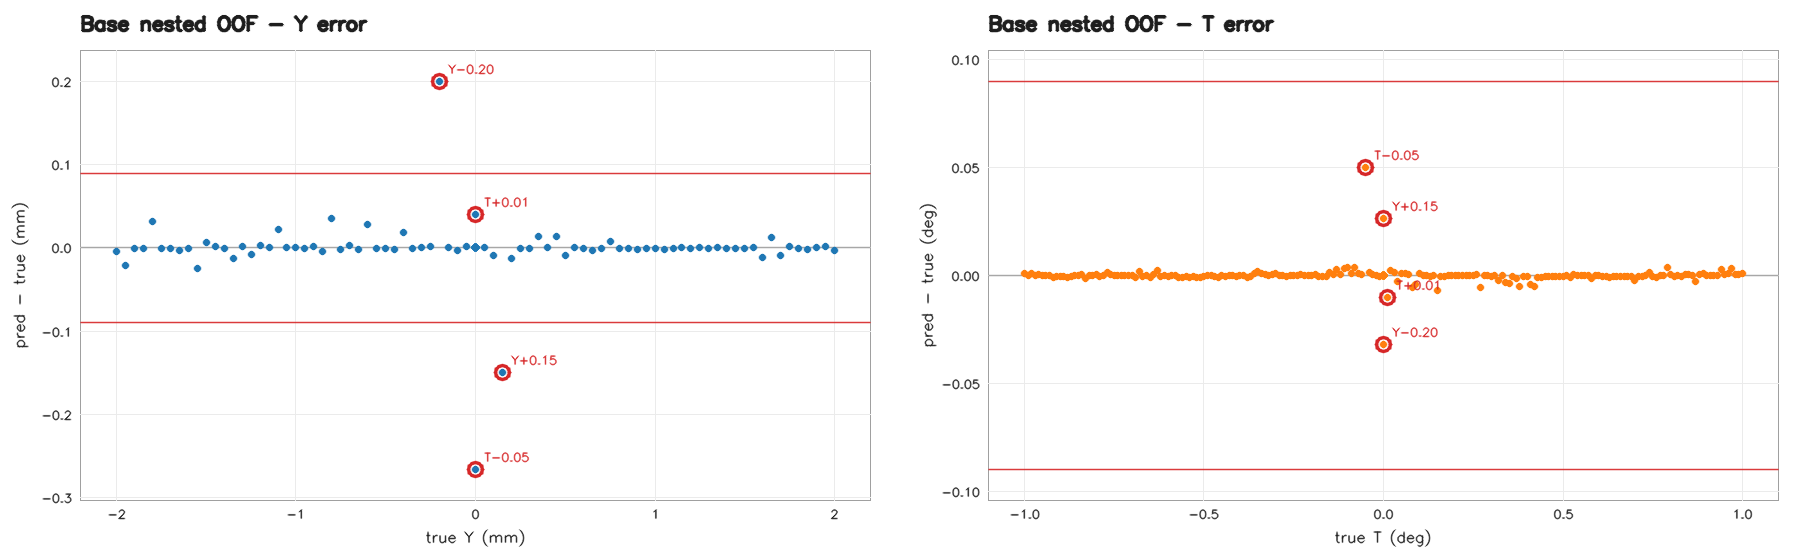 Base nested OOF - Y error
0.2
0.1
0.0
-0.1
-0.2
-0.3
pred - true (mm)
Y-0.20
T+0.01
Y+0.15
T-0.05
-2
-1
0
1
2
true Y (mm)
Base nested OOF - T error
0.10
0.05
0.00
-0.05
-0.10
pred - true (deg)
T-0.05
Y+0.15
T+0.01
Y-0.20
-1.0
-0.5
0.0
0.5
1.0
true T (deg)